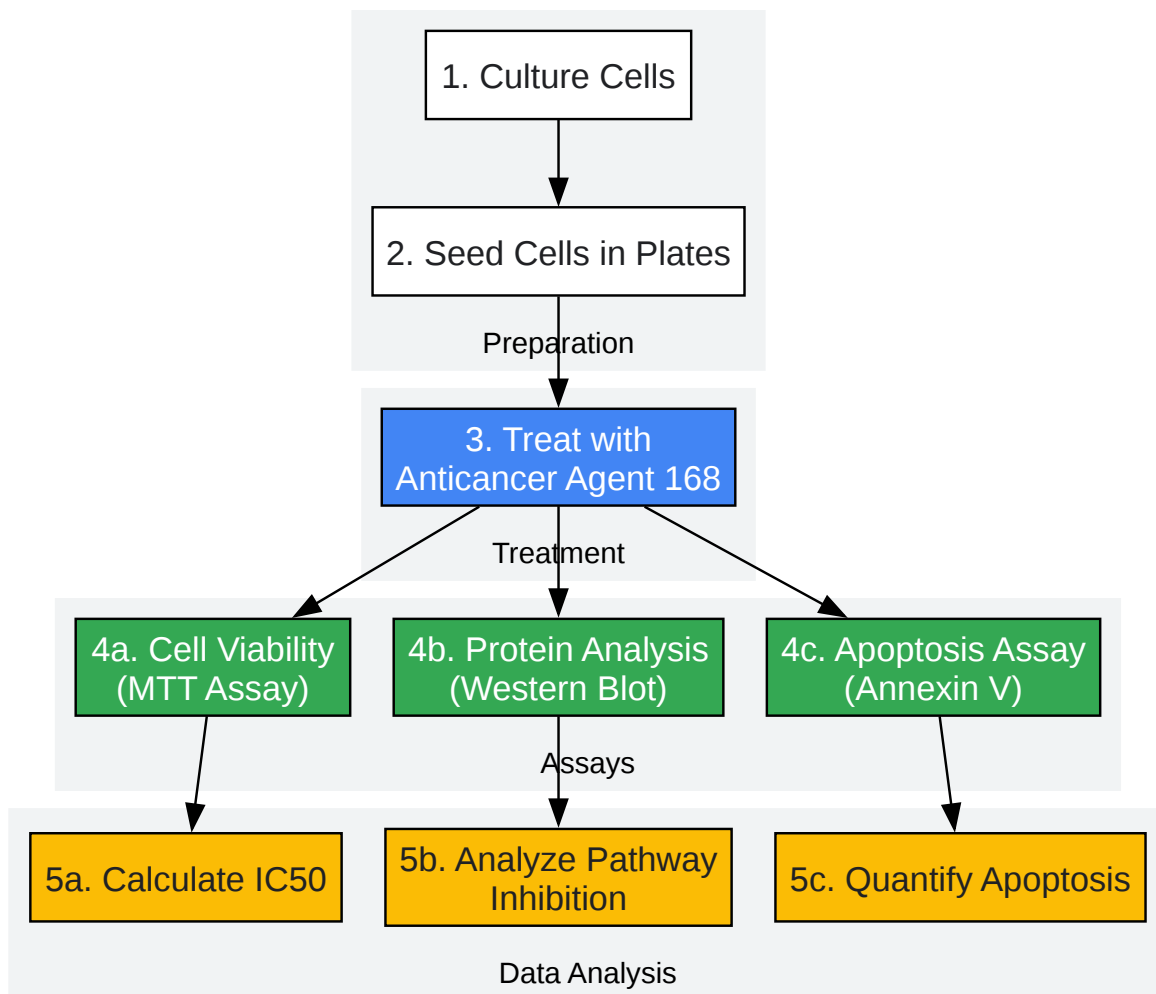 1. Culture Cells
2. Seed Cells in Plates
Preparation
3. Treat with
Anticancer Agent 168
Treatment
4a. Cell Viability
(MTT Assay)
4b. Protein Analysis
(Western Blot)
4c. Apoptosis Assay
(Annexin V)
Assays
5a. Calculate IC50
5b. Analyze Pathway
Inhibition
5c. Quantify Apoptosis
Data Analysis